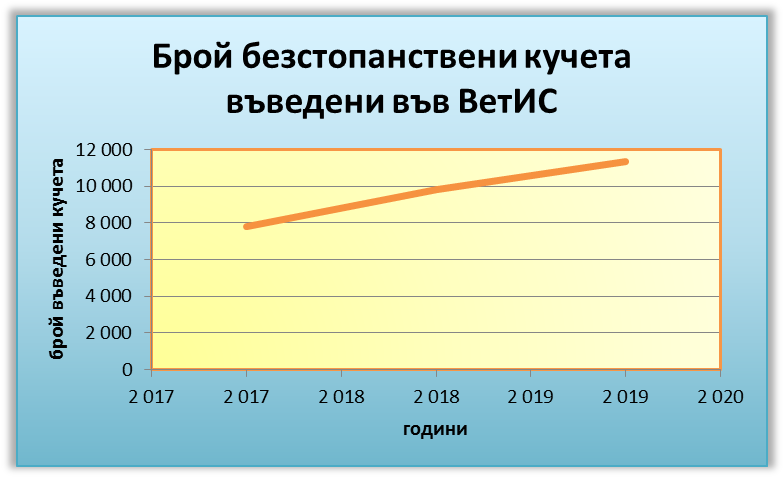 Брой безстопанствени кучета
въведени във ВетИС
брой въведени кучета
12 000
10 000
8 000
6 000
4 000
2 000
0
2 017 2 017 2 018 2 018 2 019 2 019 2 020
години